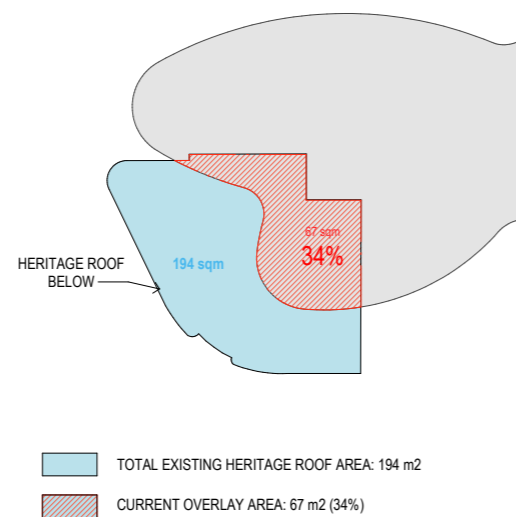 67 sqm
34%
194 sqm
HERITAGE ROOF
BELOW
TOTAL EXISTING HERITAGE ROOF AREA: 194 m2
CURRENT OVERLAY AREA: 67 m2 (34%)